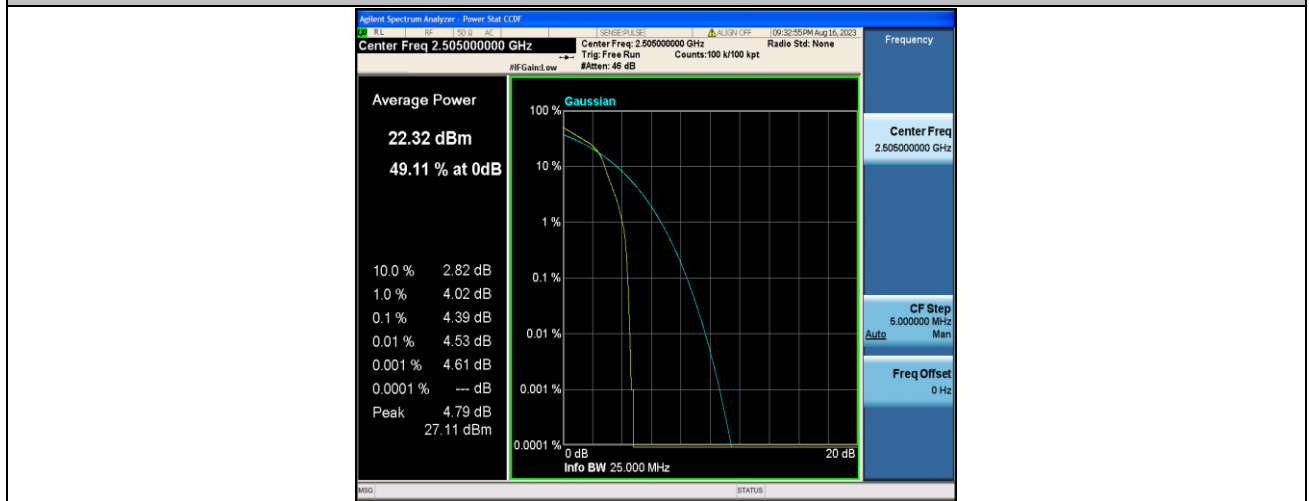 Agilent Spectrum Analyzer - Power Stat CCDF
RL RF 50 Ω AC SENSE:PULSE ALIGN OFF 09:32:55PM Aug 16, 2023
Center Freq 2.505000000 GHz
Center Freq: 2.505000000 GHz Radio Std: None
Trig: Free Run Counts:100 k/100 kpt
#IFGain:Low #Atten: 46 dB
Frequency
Average Power
22.32 dBm
49.11 % at 0dB
10.0 % 2.82 dB
1.0 % 4.02 dB
0.1 % 4.39 dB
0.01 % 4.53 dB
0.001 % 4.61 dB
0.0001 % --- dB
Peak 4.79 dB
27.11 dBm
Gaussian
100 %
10 %
1 %
0.1 %
0.01 %
0.001 %
0.0001 %
0 dB 20 dB
Info BW 25.000 MHz
Center Freq
2.505000000 GHz
CF Step
5.000000 MHz
Auto Man
Freq Offset
0 Hz
MSG STATUS